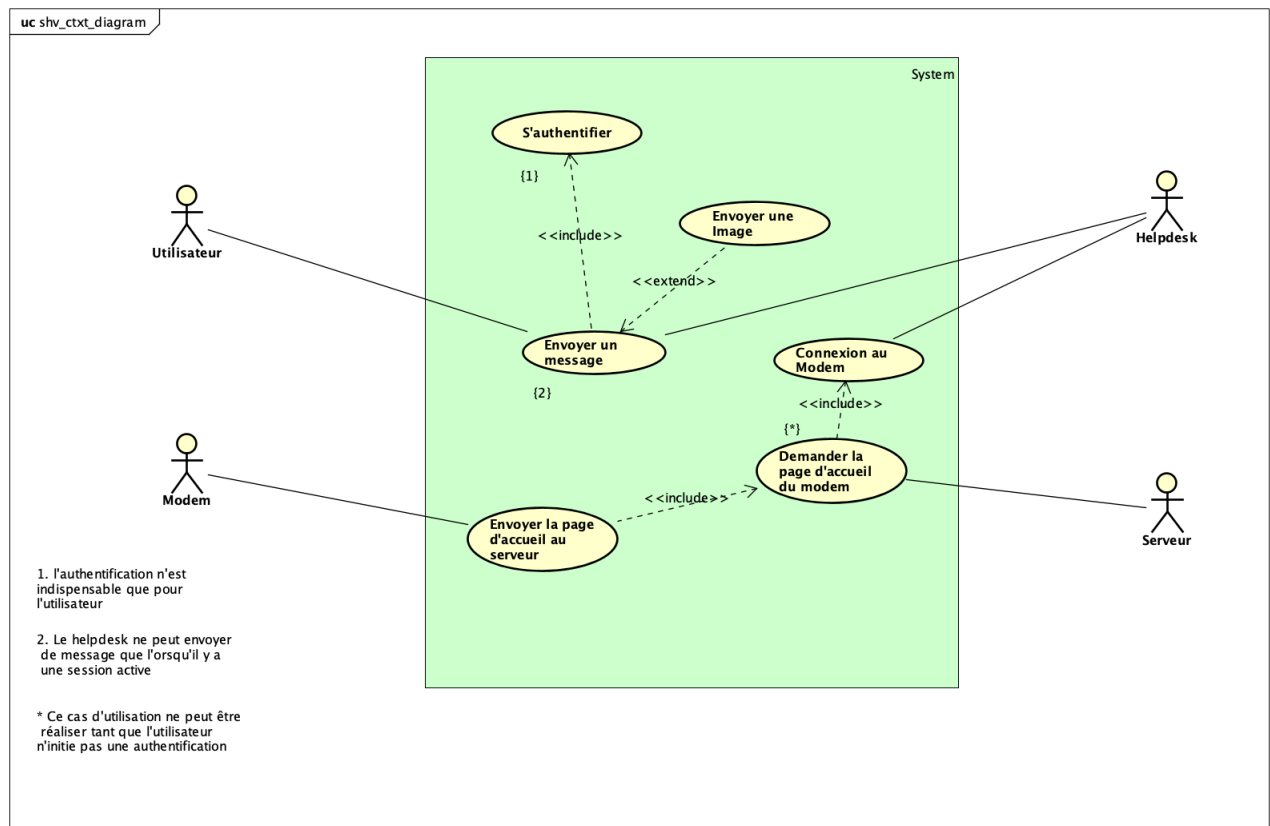 uc shv_ctxt_diagram
System
S'authentifier
{1}
Envoyer une
Image
Utilisateur
Helpdesk
<<include>>
<<extend>>
Envoyer un
message
Connexion au
Modem
{2}
<<include>>
{*}
Demander la
page d'accueil
du modem
Modem
<<include>>
Envoyer la page
d'accueil au
serveur
Serveur
1. l'authentification n'est
indispensable que pour
l'utilisateur
2. Le helpdesk ne peut envoyer
de message que l'orsqu'il y a
une session active
* Ce cas d'utilisation ne peut être
réaliser tant que l'utilisateur
n'initie pas une authentification